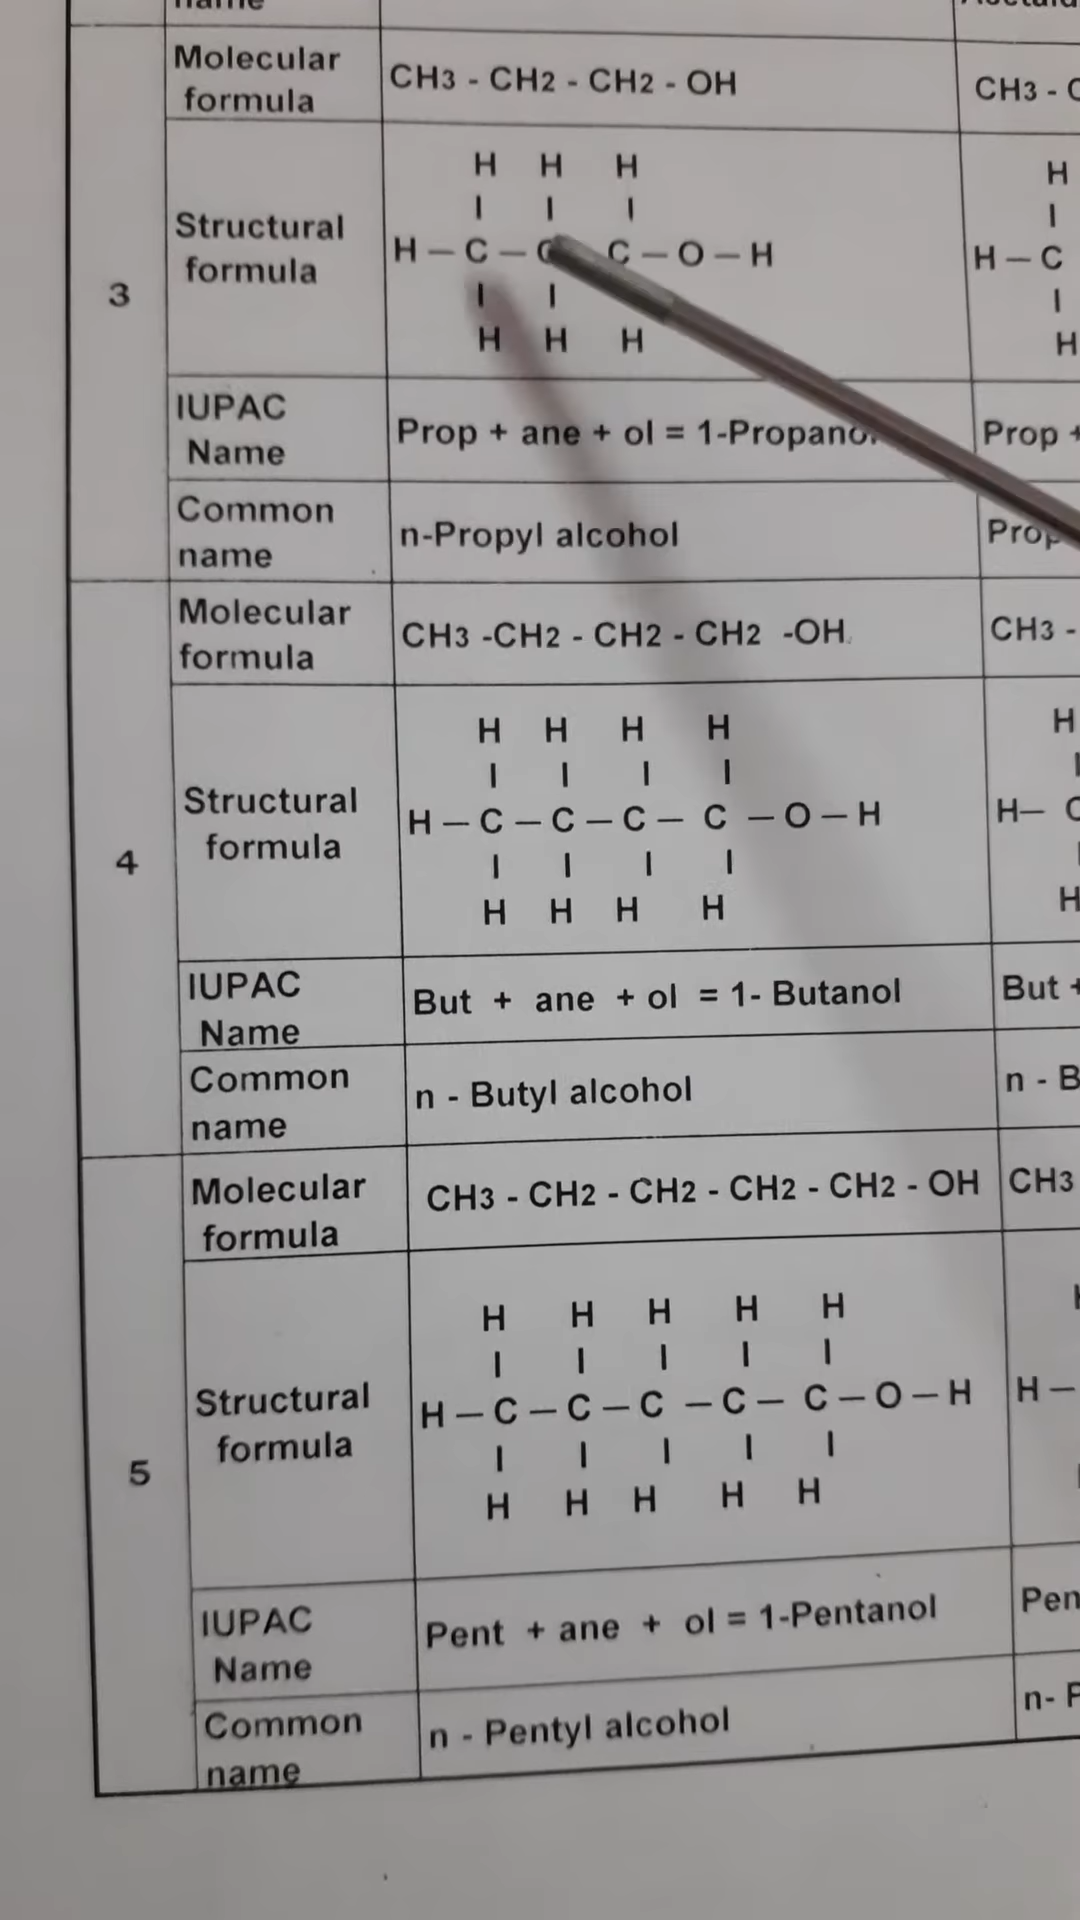 name
Molecular
formula
CH3 - CH2 - CH2 - OH
CH3 - C
3
Structural
formula
H H H
I I I
H – C – C C – O – H
I I
H H H
H
I
H – C
I
H
IUPAC
Name
Prop + ane + ol = 1-Propanol
Prop +
Common
name
n-Propyl alcohol
Prop
4
Molecular
formula
CH3 -CH2 - CH2 - CH2 -OH
CH3 -
Structural
formula
H H H H
I I I I
H – C – C – C – C – O – H
I I I I
H H H H
H
I
H– C
I
H
IUPAC
Name
But + ane + ol = 1- Butanol
But +
Common
name
n - Butyl alcohol
n - B
5
Molecular
formula
CH3 - CH2 - CH2 - CH2 - CH2 - OH
CH3
Structural
formula
H H H H H
I I I I I
H – C – C – C – C – C – O – H
I I I I I
H H H H H
H –
IUPAC
Name
Pent + ane + ol = 1-Pentanol
Pen
Common
name
n - Pentyl alcohol
n- P